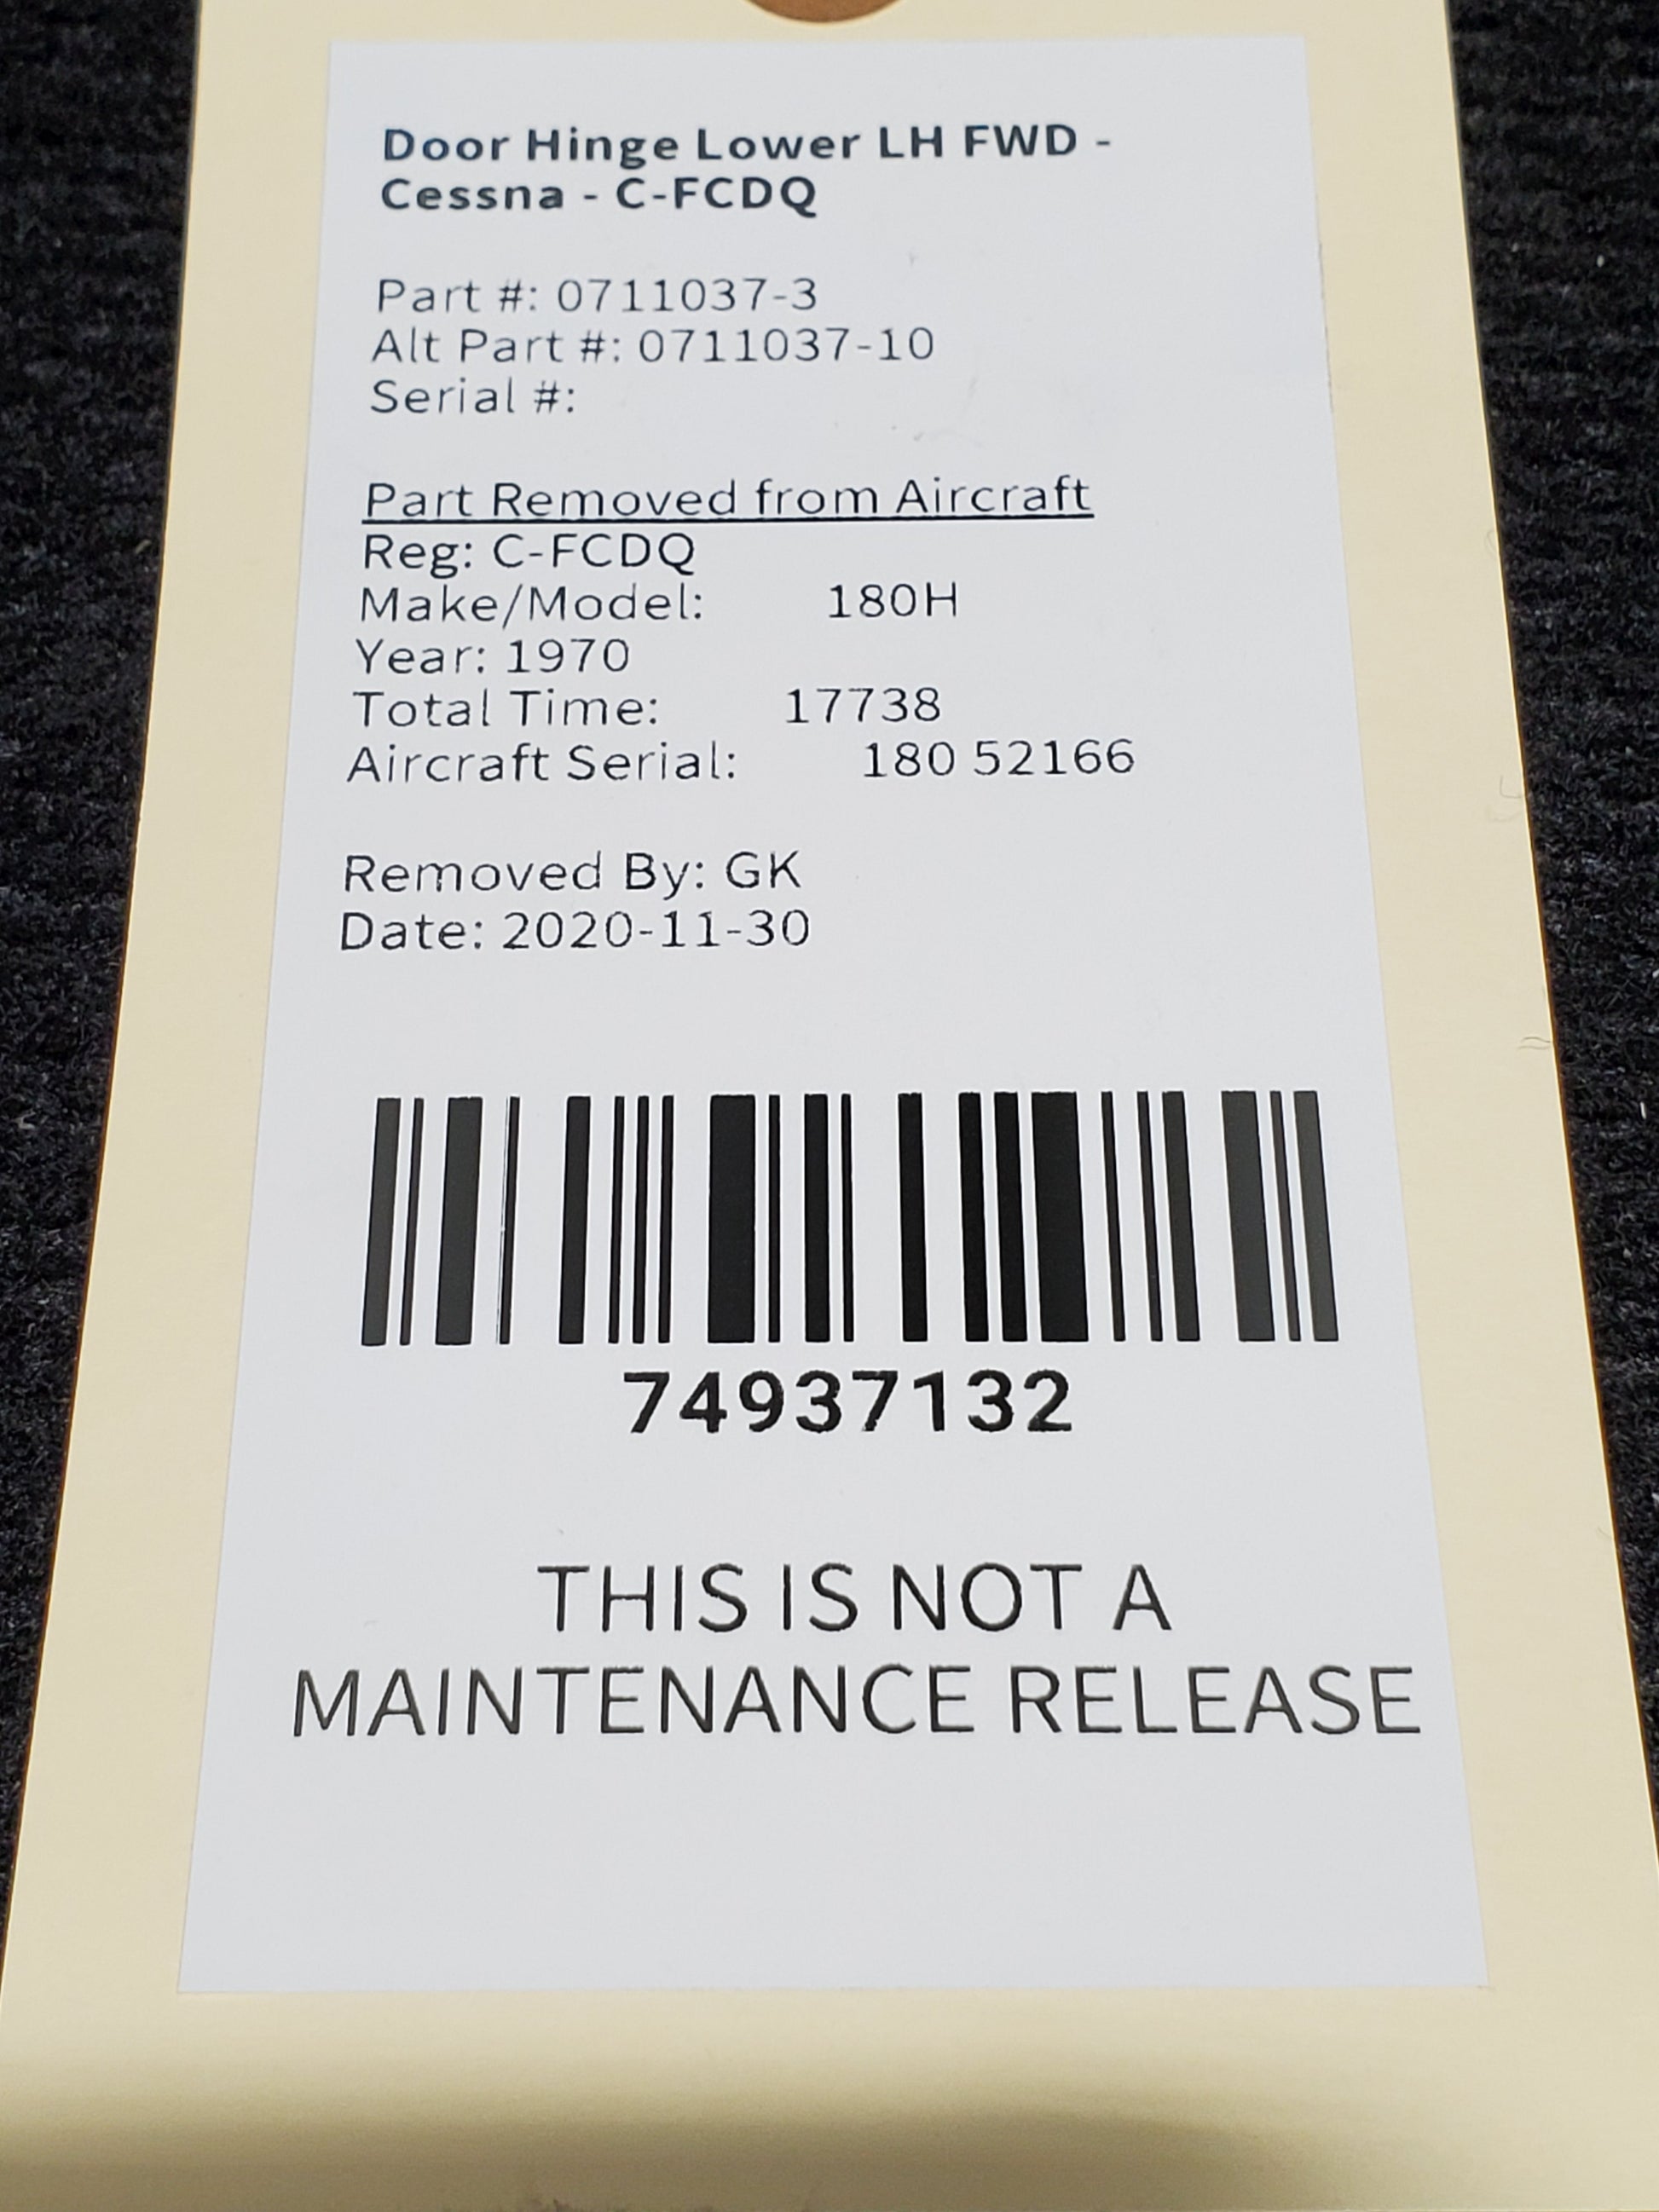 Door Hinge Lower LH FWD -
Cessna - C-FCDQ
Part #: 0711037-3
Alt Part #: 0711037-10
Serial #:
Part Removed from Aircraft
Reg: C-FCDQ
Make/Model: 180H
Year: 1970
Total Time: 17738
Aircraft Serial: 180 52166
Removed By: GK
Date: 2020-11-30
74937132
THIS IS NOT A
MAINTENANCE RELEASE